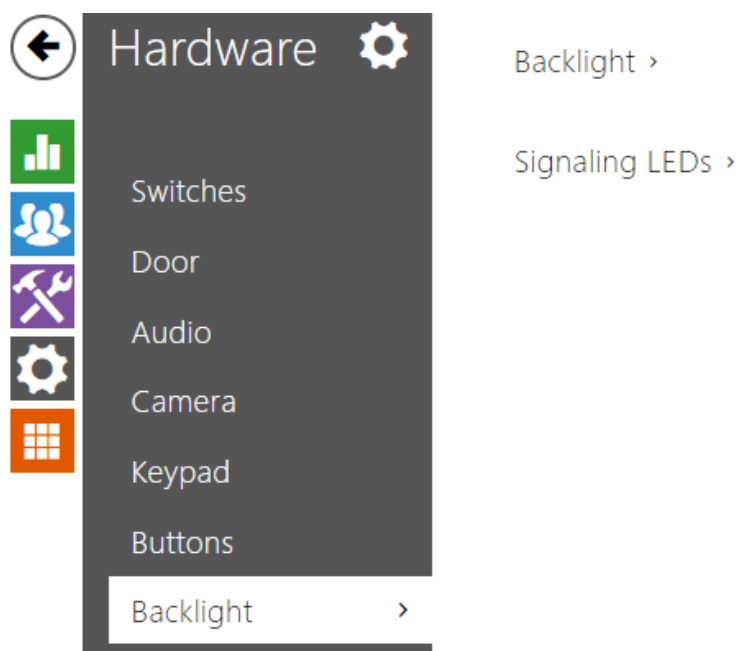 Hardware
Switches
Door
Audio
Camera
Keypad
Buttons
Backlight
Backlight
Signaling LEDs